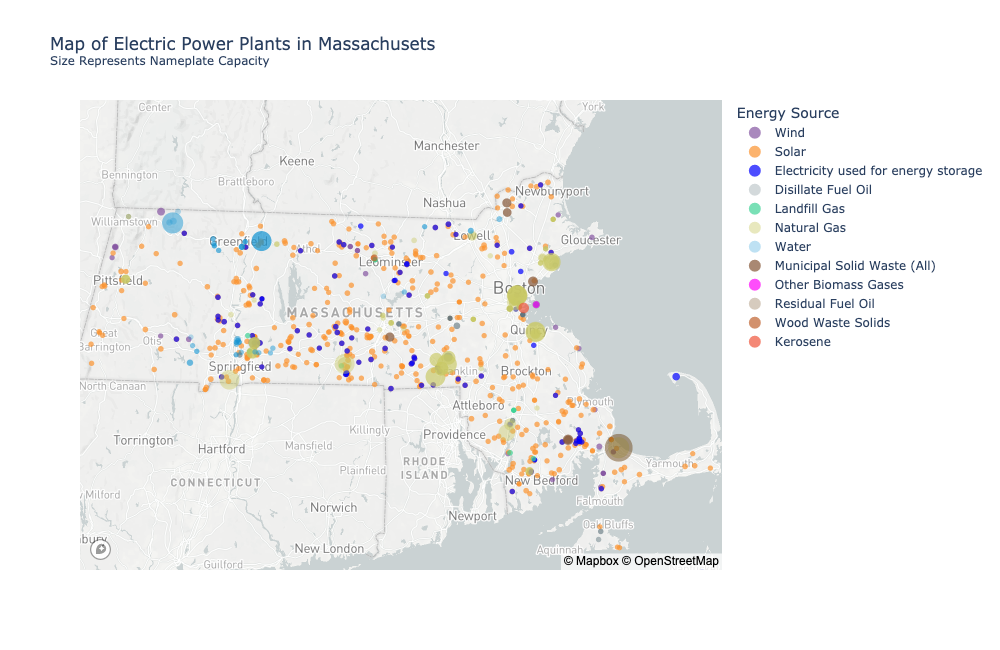 Map of Electric Power Plants in Massachusets
Size Represents Nameplate Capacity
Center
York
Manchester
Keene
Bennington
Brattleboro
Nashua
Newburyport
Williamstown
Greenfield
Athol
Lowell
Gloucester
Leominster
Pittsfield
Boston
MASSACHUSETTS
Great
Barrington
Otis
Quincy
Springfield
Franklin
Brockton
North Canaan
Attleboro
Plymouth
Killingly
Torrington
Hartford
Mansfield
Providence
Plainfield
RHODE
ISLAND
Yarmouth
CONNECTICUT
New Bedford
Milford
Falmouth
Norwich
Newport
Oak Bluffs
bury
New London
Aquinnah
Guilford
© Mapbox © OpenStreetMap
Energy Source
Wind
Solar
Electricity used for energy storage
Disillate Fuel Oil
Landfill Gas
Natural Gas
Water
Municipal Solid Waste (All)
Other Biomass Gases
Residual Fuel Oil
Wood Waste Solids
Kerosene